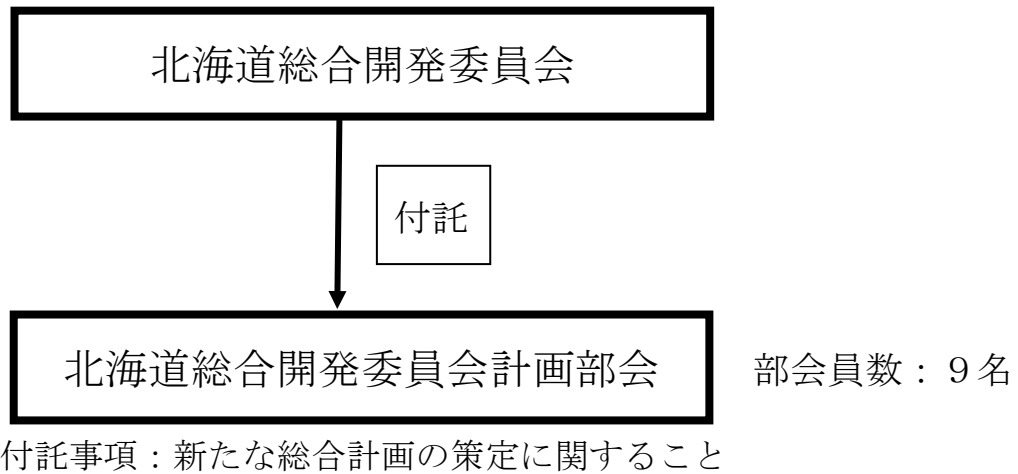 北海道総合開発委員会
付託
北海道総合開発委員会計画部会
部会員数：９名
付託事項：新たな総合計画の策定に関すること